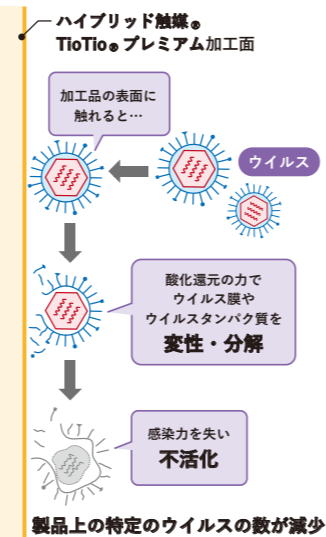 ハイブリッド触媒®
TioTio®プレミアム加工面
加工品の表面に
触れると…
ウイルス
酸化還元の力で
ウイルス膜や
ウイルスタンパク質を
変性・分解
感染力を失い
不活化
製品上の特定のウイルスの数が減少